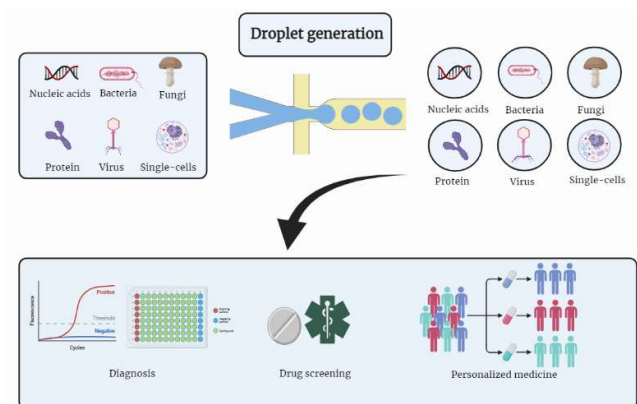 Droplet generation
Nucleic acids
Bacteria
Fungi
Protein
Virus
Single-cells
Nucleic acids
Bacteria
Fungi
Protein
Virus
Single-cells
Fluorescence
Positive
Threshold
Negative
Cycles
Diagnosis
Drug screening
Personalized medicine